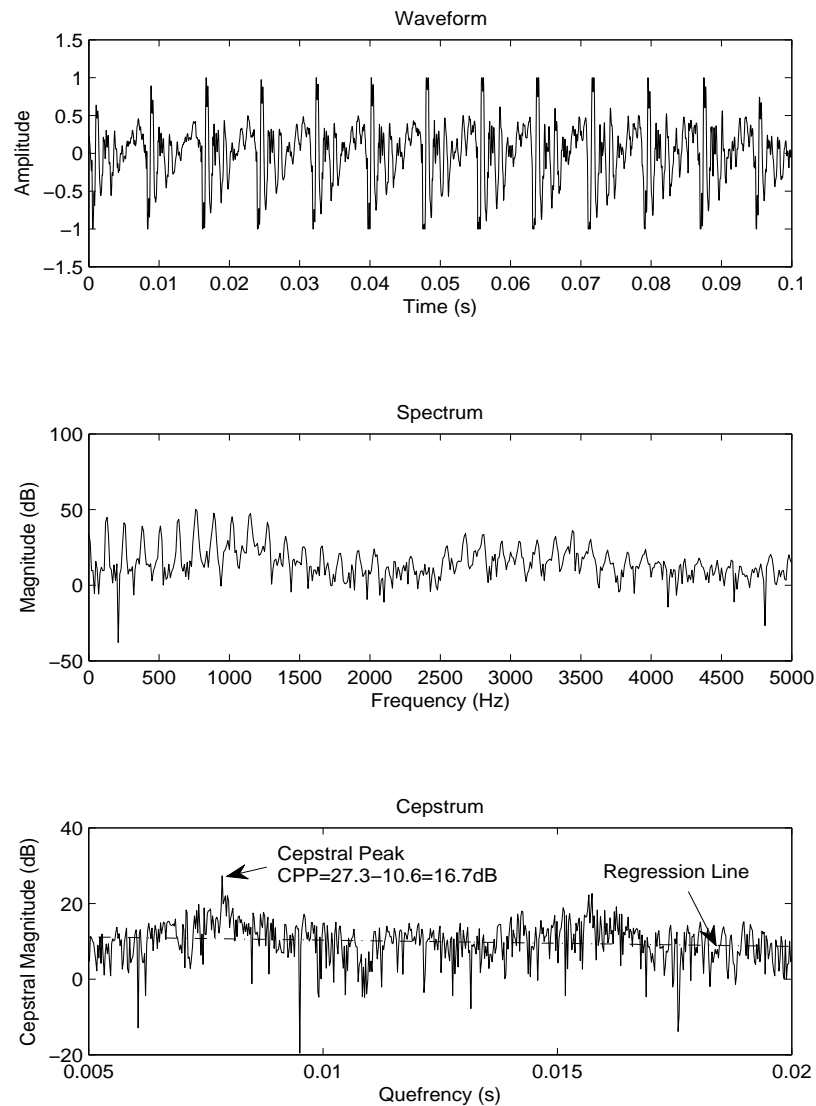 Waveform
1.5
1
0.5
0
−0.5
−1
−1.5
Amplitude
0 0.01 0.02 0.03 0.04 0.05 0.06 0.07 0.08 0.09 0.1
Time (s)
Spectrum
100
50
0
−50
Magnitude (dB)
0 500 1000 1500 2000 2500 3000 3500 4000 4500 5000
Frequency (Hz)
Cepstrum
40
20
0
−20
Cepstral Magnitude (dB)
Cepstral Peak
CPP=27.3−10.6=16.7dB
Regression Line
0.005 0.01 0.015 0.02
Quefrency (s)